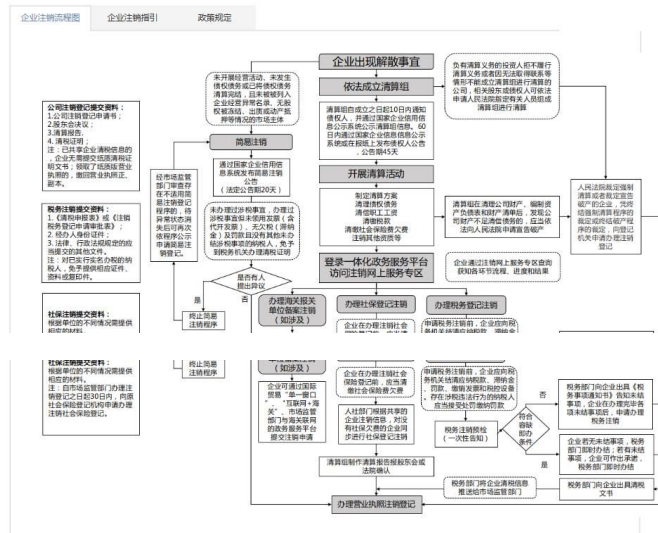 企业注销流程图
企业注销指引
政策规定
企业出现解散事宜
依法成立清算组
清算组自成立之日起10日内通知
债权人，并通过国家企业信用信
息公示系统公示清算组信息。60
日内通过国家企业信息信息公示
系统或在报纸上发布债权人公告
，公告期45天
开展清算活动
制定清算方案
清理债权债务
清偿职工工资
清缴税款
清缴社会保险费欠费
注销其他资质等
登录一体化政务服务平台
访问注销网上服务专区
负有清算义务的投资人拒不履行
清算义务或者因无法取得联系等
情形不能成立清算组进行清算的
公司，相关股东或债权人可依法
申请人民法院指定有关人员组成
清算组进行清算
清算组在清理公司财产、编制资
产负债表和财产清单后，发现公
司财产不足清偿债务的，应当依
法向人民法院申请宣告破产
人民法院裁定强制
清算或者裁定宣告
破产的企业，凭终
结强制清算程序的
裁定或终结破产程
序的裁定，向登记
机关申请办理注销
登记
企业通过注销网上服务专区查询
获知各环节流程、进度和结果
未开展经营活动、未发生
债权债务或已将债权债务
清算完结，且未被列入
企业经营异常名录、无股
权被冻结、出质或动产抵
押等情况的市场主体
简易注销
通过国家企业信用信
息系统发布简易注销
公告
（法定公告期20天）
未办理过涉税事宜，办理过
涉税事宜但未领用发票（含
代开发票）、无欠税（滞纳
金）及罚款且没有其他未办
结涉税事项的纳税人，免予
到税务机关办理清税证明
是否有人
提出异议
是
否
终止简易
注销程序
经市场监管
部门审查存
在不适用简
易注销登记
程序的，待
异常状态消
失后可再次
依程序公示
申请简易注
销登记。
公司注销登记提交资料：
1.公司注销登记申请书；
2.股东会决议；
3.清算报告.
4.清税证明；
注：已共享企业清税信息的
，企业无需提交纸质清税证
明文书；领取了纸质版营业
执照的，缴回营业执照正、
副本。
税务注销提交资料：
1.《清税申报表》或《注销
税务登记申请审批表》；
2. 经办人身份证件；
3. 法律、行政法规规定的应
当提交的其他文件。
注：对已实行实名办税的纳
税人，免予提供相应证件、
资料或复印件。
社保注销提交资料：
根据单位的不同情况需提供
相应的材料。
办理海关报关
单位备案注销
（如涉及）
办理社保登记注销
办理税务登记注销
企业在办理注销社会
申请税务注销前，企业应向税
社保注销提交资料：
根据单位的不同情况需提供
相应的材料。
注：自市场监管部门办理注
销登记之日起30日内，向原
社会保险登记机构申请办理
注销社会保险登记。
终止简易
注销程序
（如涉及）
企业可通过国际
贸易“单一窗口
”、“互联网+海
关”、市场监管
部门与海关联网
的政务服务平台
提交注销申请
企业在办理注销社会
保险登记前，应当清
缴社会保险费欠费
人社部门根据共享的
企业注销信息，对没
有社保欠费的企业同
步进行社保登记注销
清算组制作清算报告报股东会或
法院确认
办理营业执照注销登记
申请税务注销前，企业应向税
务机关结清应纳税款、滞纳金
、罚款、缴销发票和税控设备
。存在涉税违法行为的纳税人
应当接受处罚缴纳罚款
税务注销预检
（一次性告知）
符合
容缺
即办
条件
否
是
税务部门向企业出具《税
务事项通知书》告知未结
事项，企业在办理完毕各
项未结事项后，申请办理
税务注销
企业若无未结事项，税务
部门即时办结；若有未结
事项，企业可作出承诺，
税务部门即时办结
税务部门向企业出具清税
文书
税务部门将企业清税信息
推送给市场监管部门